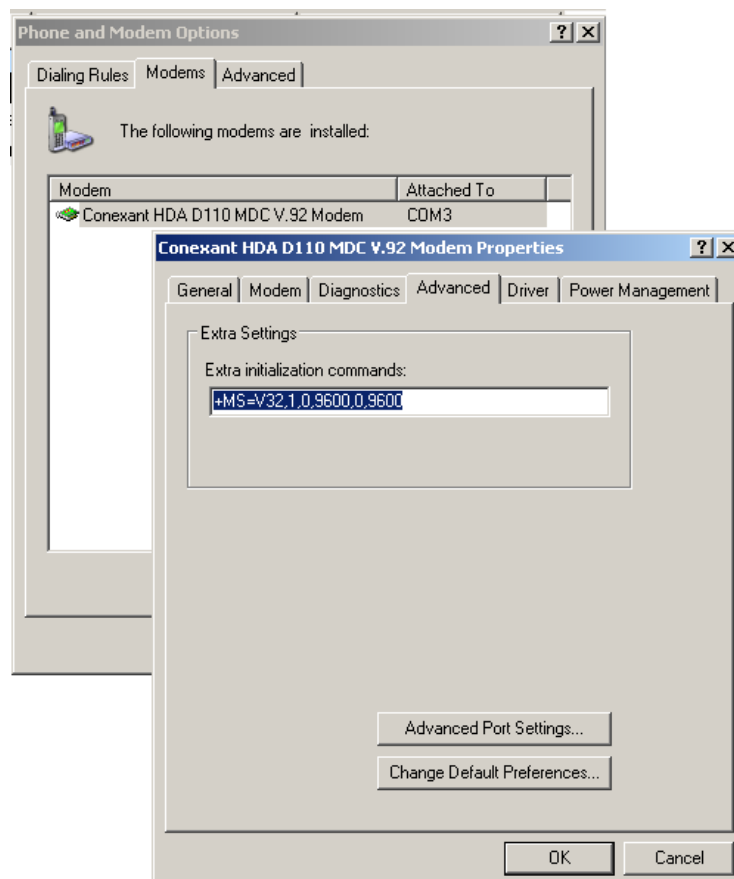 Phone and Modem Options
Dialing Rules Modems Advanced
The following modems are installed:
Modem Attached To
Conexant HDA D110 MDC V.92 Modem COM3
Conexant HDA D110 MDC V.92 Modem Properties
General Modem Diagnostics Advanced Driver Power Management
Extra Settings
Extra initialization commands:
+MS=V32,1,0,9600,0,9600
Advanced Port Settings...
Change Default Preferences...
OK Cancel